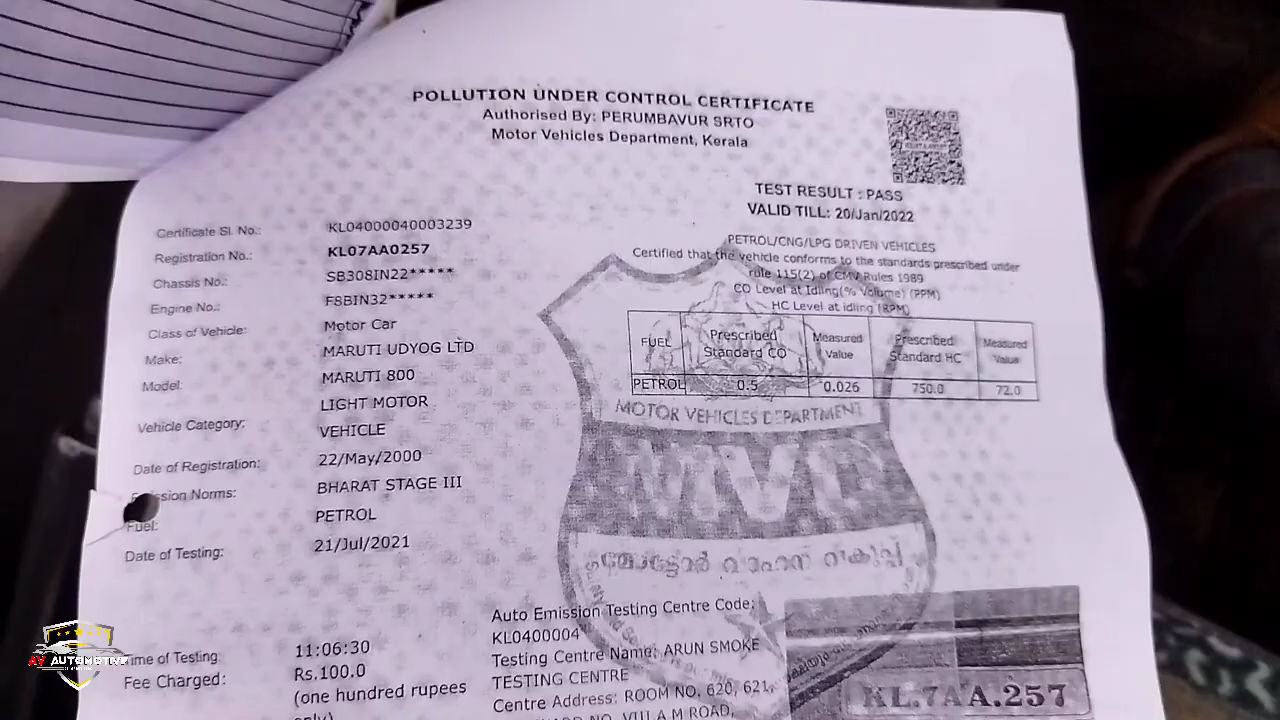 POLLUTION UNDER CONTROL CERTIFICATE
Authorised By: PERUMBAVUR SRTO
Motor Vehicles Department, Kerala
TEST RESULT : PASS
VALID TILL: 20/Jan/2022
Certificate Sl. No.: KL04000040003239
Registration No.: KL07AA0257
Chassis No.: SB308IN22*****
Engine No.: F8BIN32*****
Class of Vehicle: Motor Car
Make: MARUTI UDYOG LTD
Model: MARUTI 800
Vehicle Category: LIGHT MOTOR
VEHICLE
Date of Registration: 22/May/2000
Emission Norms: BHARAT STAGE III
Fuel: PETROL
Date of Testing: 21/Jul/2021
Time of Testing: 11:06:30
Fee Charged: Rs.100.0
(one hundred rupees
only)
PETROL/CNG/LPG DRIVEN VEHICLES
Certified that the vehicle conforms to the standards prescribed under
rule 115(2) of CMV Rules 1989
CO Level at Idling(% Volume) (PPM)
HC Level at idling (RPM)
FUEL Prescribed Standard CO Measured Value Prescribed Standard HC Measured Value
PETROL 0.5 0.026 750.0 72.0
MOTOR VEHICLES DEPARTMENT
MVD
മോട്ടോർ വാഹന വകുപ്പ്
Auto Emission Testing Centre Code:
KL0400004
Testing Centre Name: ARUN SMOKE
TESTING CENTRE
Centre Address: ROOM NO. 620, 621,
KL.7AA.257
AV AUTOMOTIVE